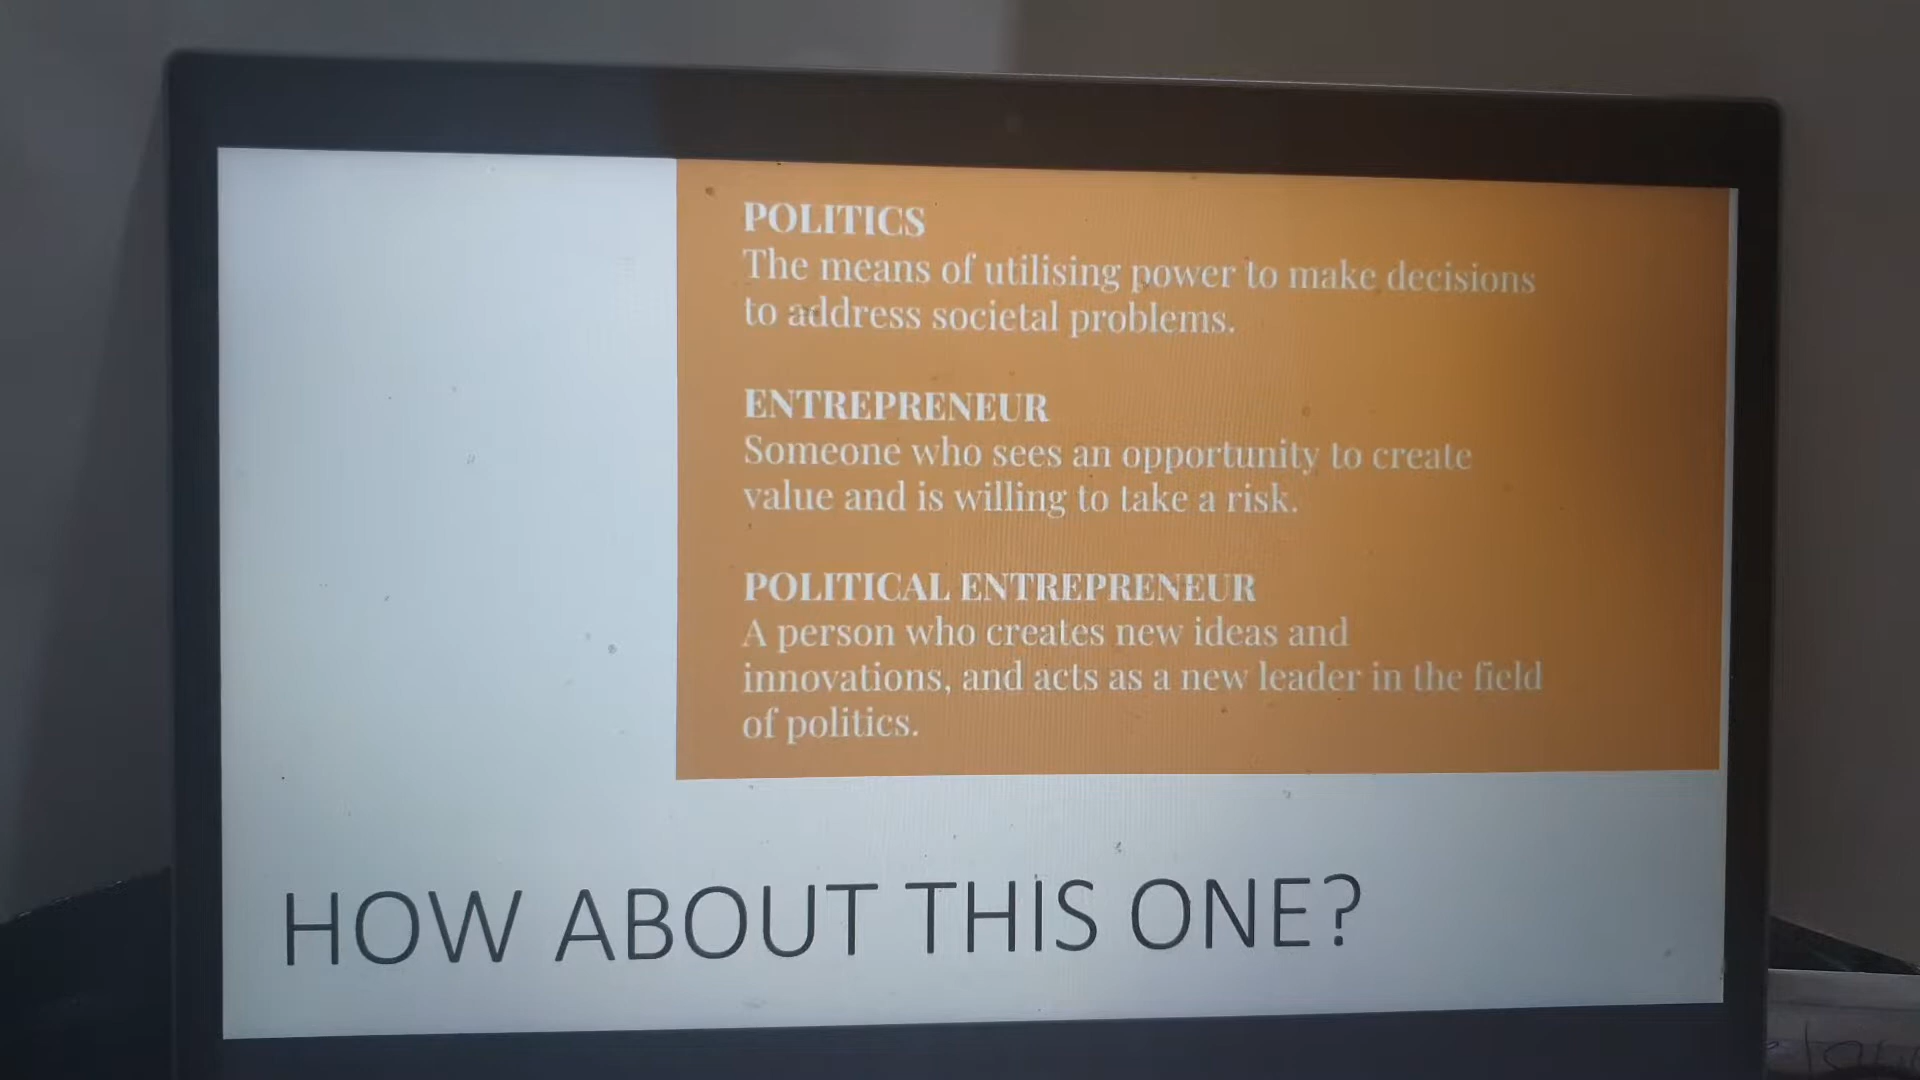 POLITICS
The means of utilising power to make decisions
to address societal problems.
ENTREPRENEUR
Someone who sees an opportunity to create
value and is willing to take a risk.
POLITICAL ENTREPRENEUR
A person who creates new ideas and
innovations, and acts as a new leader in the field
of politics.
HOW ABOUT THIS ONE?